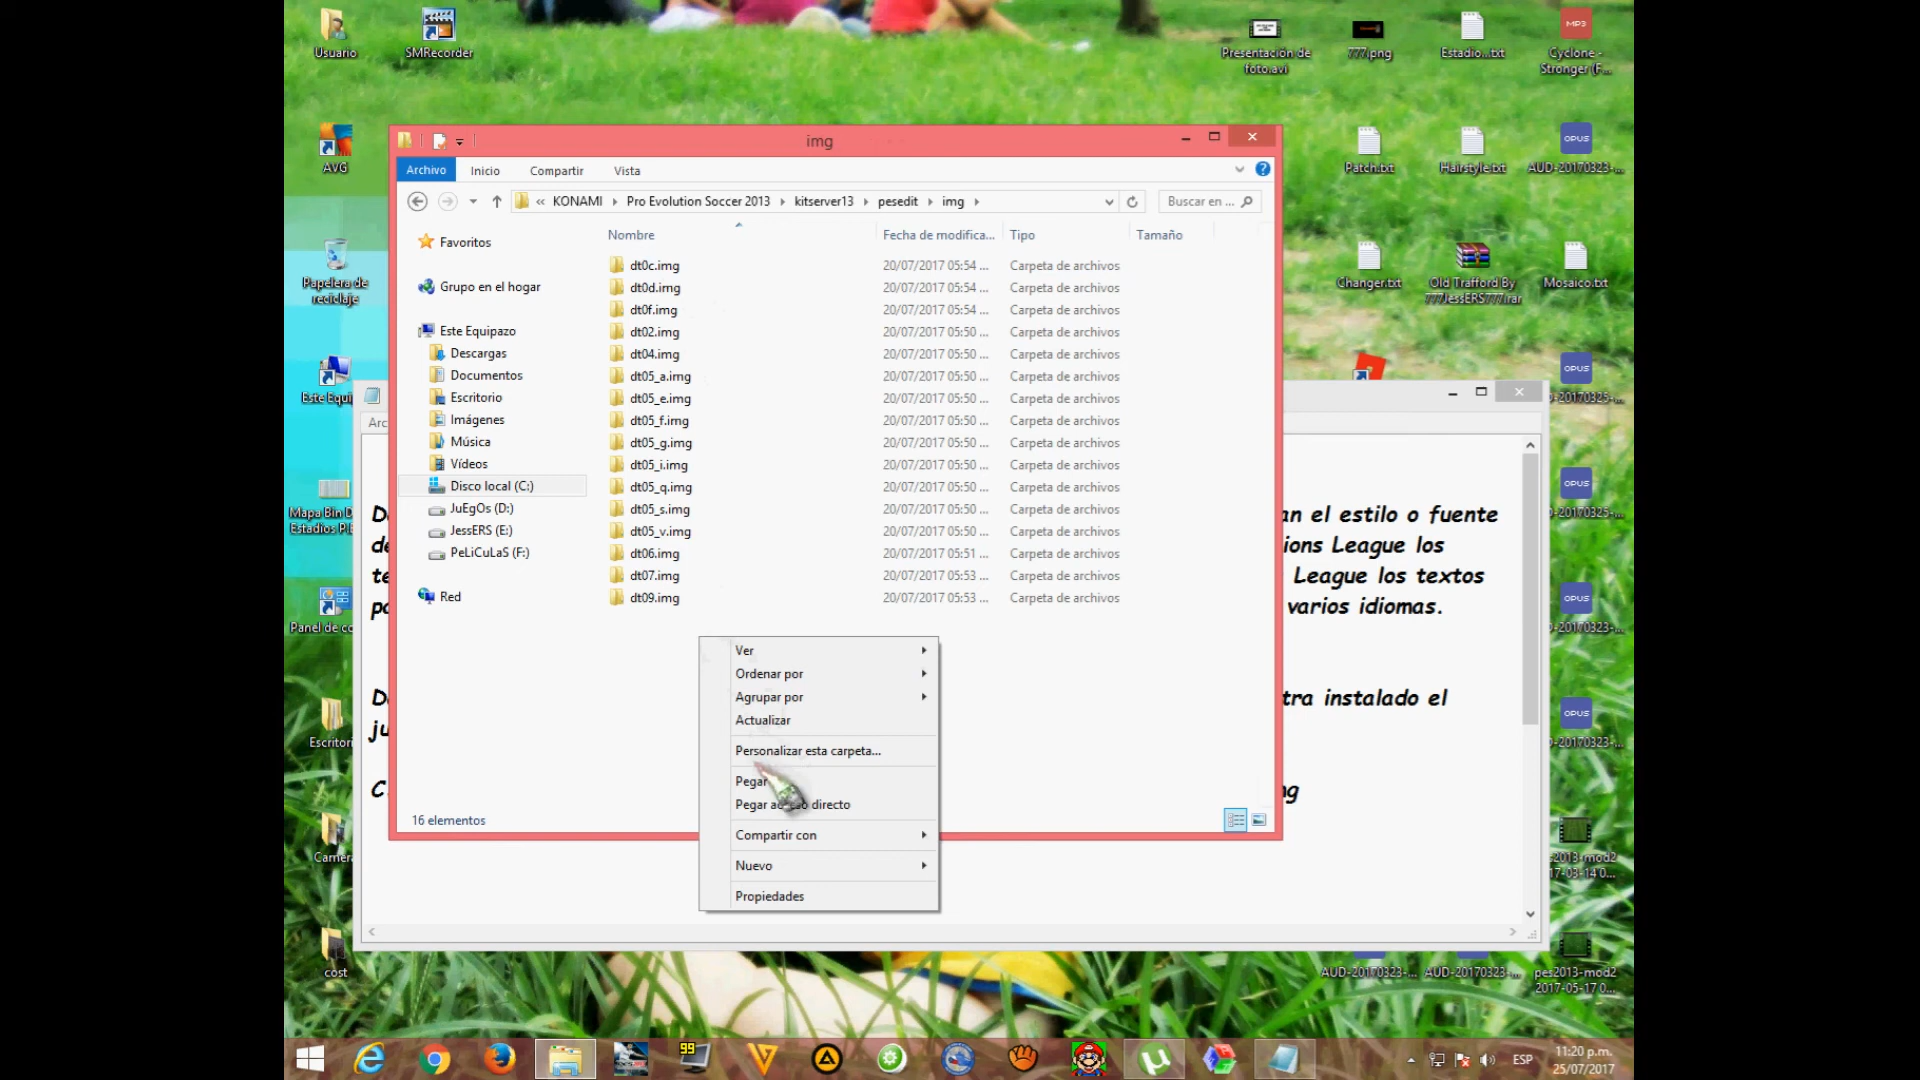 Usuario
SMRecorder
Presentación de
foto.avi
777.png
Estadio...txt
MP3
Cyclone -
Stronger (F...
AVG
img
Archivo
Inicio
Compartir
Vista
Patch.txt
Hairstyle.txt
OPUS
AUD-20170323-...
« KONAMI
Pro Evolution Soccer 2013
kitserver13
pesedit
img
Buscar en ...
Favoritos
Nombre
Fecha de modifica...
Tipo
Tamaño
Grupo en el hogar
Este Equipazo
Descargas
Documentos
Escritorio
Imágenes
Música
Vídeos
Disco local (C:)
JuEgOs (D:)
JessERS (E:)
PeLiCuLaS (F:)
Red
dt0c.img 20/07/2017 05:54 ... Carpeta de archivos
dt0d.img 20/07/2017 05:54 ... Carpeta de archivos
dt0f.img 20/07/2017 05:54 ... Carpeta de archivos
dt02.img 20/07/2017 05:50 ... Carpeta de archivos
dt04.img 20/07/2017 05:50 ... Carpeta de archivos
dt05_a.img 20/07/2017 05:50 ... Carpeta de archivos
dt05_e.img 20/07/2017 05:50 ... Carpeta de archivos
dt05_f.img 20/07/2017 05:50 ... Carpeta de archivos
dt05_g.img 20/07/2017 05:50 ... Carpeta de archivos
dt05_i.img 20/07/2017 05:50 ... Carpeta de archivos
dt05_q.img 20/07/2017 05:50 ... Carpeta de archivos
dt05_s.img 20/07/2017 05:50 ... Carpeta de archivos
dt05_v.img 20/07/2017 05:50 ... Carpeta de archivos
dt06.img 20/07/2017 05:51 ... Carpeta de archivos
dt07.img 20/07/2017 05:53 ... Carpeta de archivos
dt09.img 20/07/2017 05:53 ... Carpeta de archivos
16 elementos
Ver
Ordenar por
Agrupar por
Actualizar
Personalizar esta carpeta...
Pegar
Pegar directo
Compartir con
Nuevo
Propiedades
Papelera de
reciclaje
Este Equi
Mapa Bin D
Estadios P
Panel de co
Escritori
Camera
cost
Changer.txt
Old Trafford By
777JessERS777.rar
Mosaico.txt
Arc
an el estilo o fuente
de ions League los
te League los textos
po varios idiomas.
tra instalado el
ju
C ng
OPUS
OPUS
OPUS
OPUS
2013-mod2
17-03-14 0...
AUD-20170323-...
AUD-20170323-...
pes2013-mod2
2017-05-17 0...
99
ESP
11:20 p.m.
25/07/2017